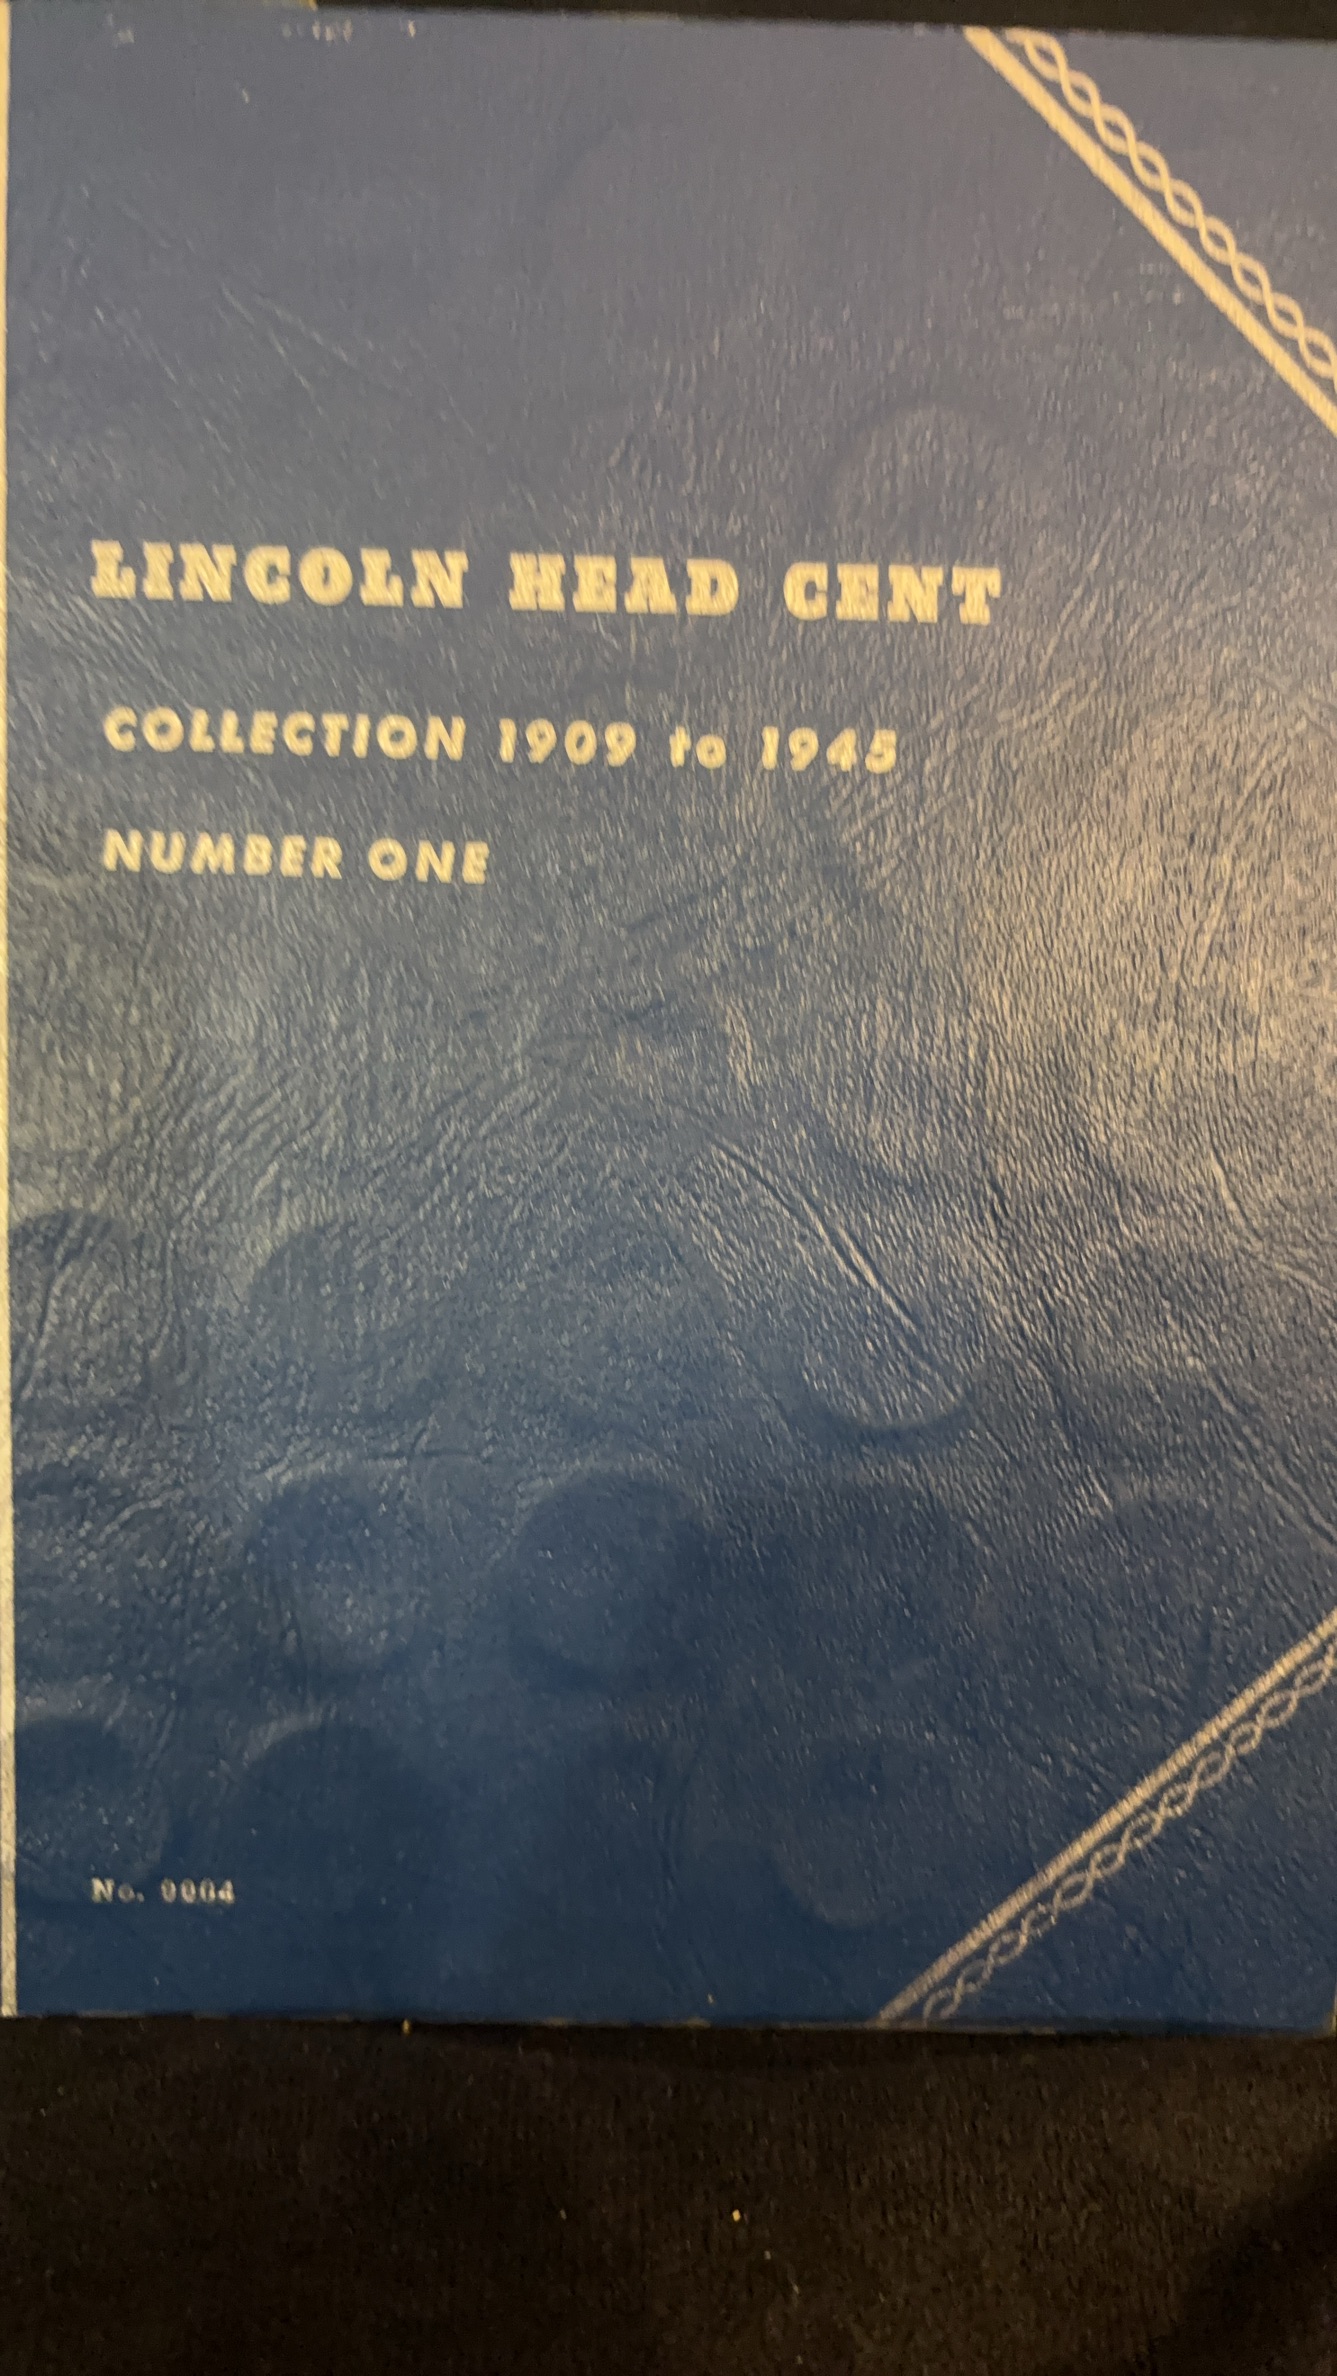 LINCOLN HEAD CENT
COLLECTION 1909 to 1945
NUMBER ONE
No. 9004